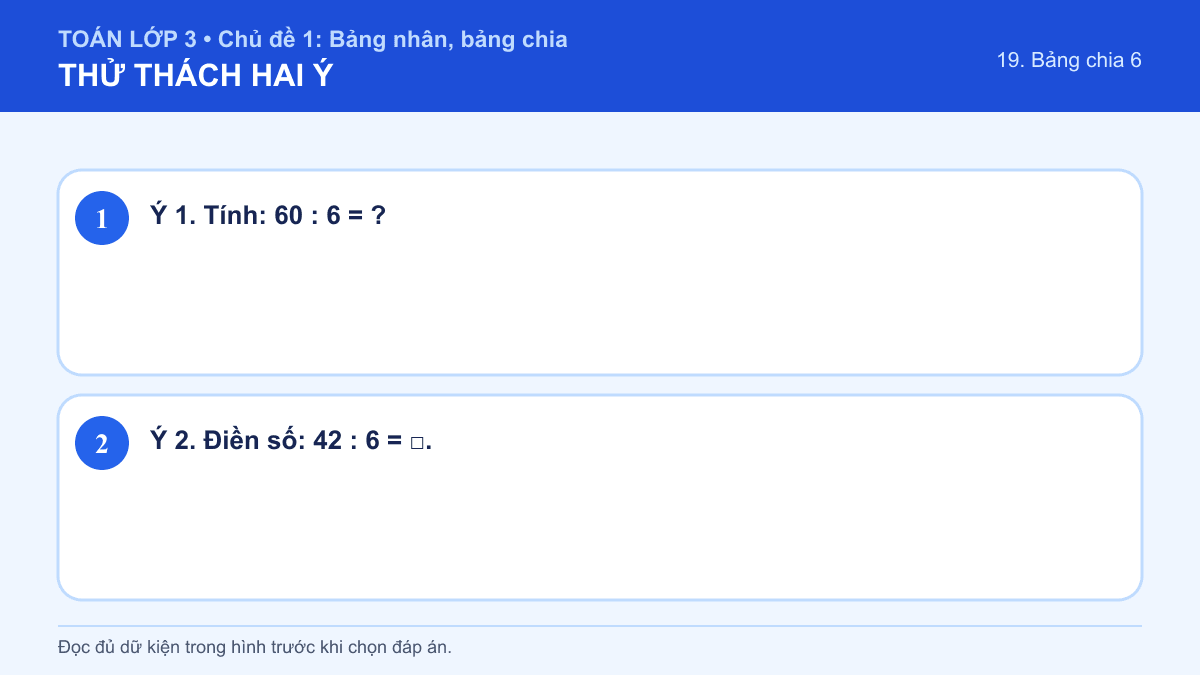 TOÁN LỚP 3 • Chủ đề 1: Bảng nhân, bảng chia
THỬ THÁCH HAI Ý
19. Bảng chia 6
1
Ý 1. Tính: 60 : 6 = ?
2
Ý 2. Điền số: 42 : 6 = □.
Đọc đủ dữ kiện trong hình trước khi chọn đáp án.